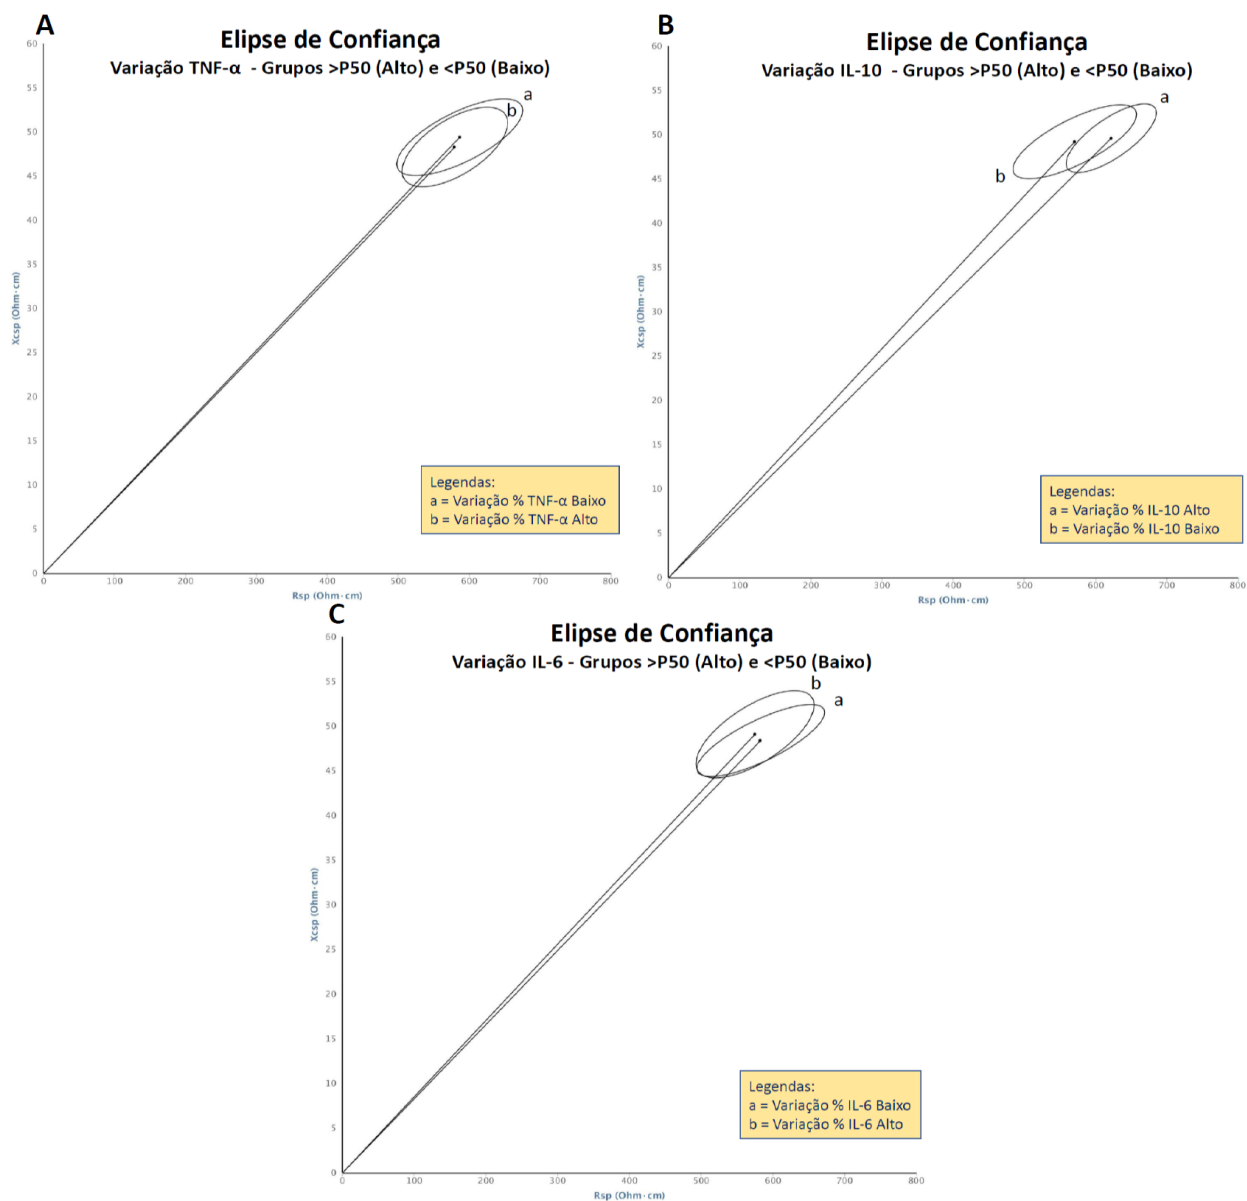 A
Elipse de Confiança
Variação TNF-α - Grupos >P50 (Alto) e <P50 (Baixo)
60
55
50
45
40
35
30
25
20
15
10
5
0
Xcsp (Ohm·cm)
a
b
Legendas:
a = Variação % TNF-α Baixo
b = Variação % TNF-α Alto
0 100 200 300 400 500 600 700 800
Rsp (Ohm·cm)
B
Elipse de Confiança
Variação IL-10 - Grupos >P50 (Alto) e <P50 (Baixo)
60
55
50
45
40
35
30
25
20
15
10
5
0
Xcsp (Ohm·cm)
a
b
Legendas:
a = Variação % IL-10 Alto
b = Variação % IL-10 Baixo
0 100 200 300 400 500 600 700 800
Rsp (Ohm·cm)
C
Elipse de Confiança
Variação IL-6 - Grupos >P50 (Alto) e <P50 (Baixo)
60
55
50
45
40
35
30
25
20
15
10
5
0
Xcsp (Ohm·cm)
b
a
Legendas:
a = Variação % IL-6 Baixo
b = Variação % IL-6 Alto
0 100 200 300 400 500 600 700 800
Rsp (Ohm·cm)